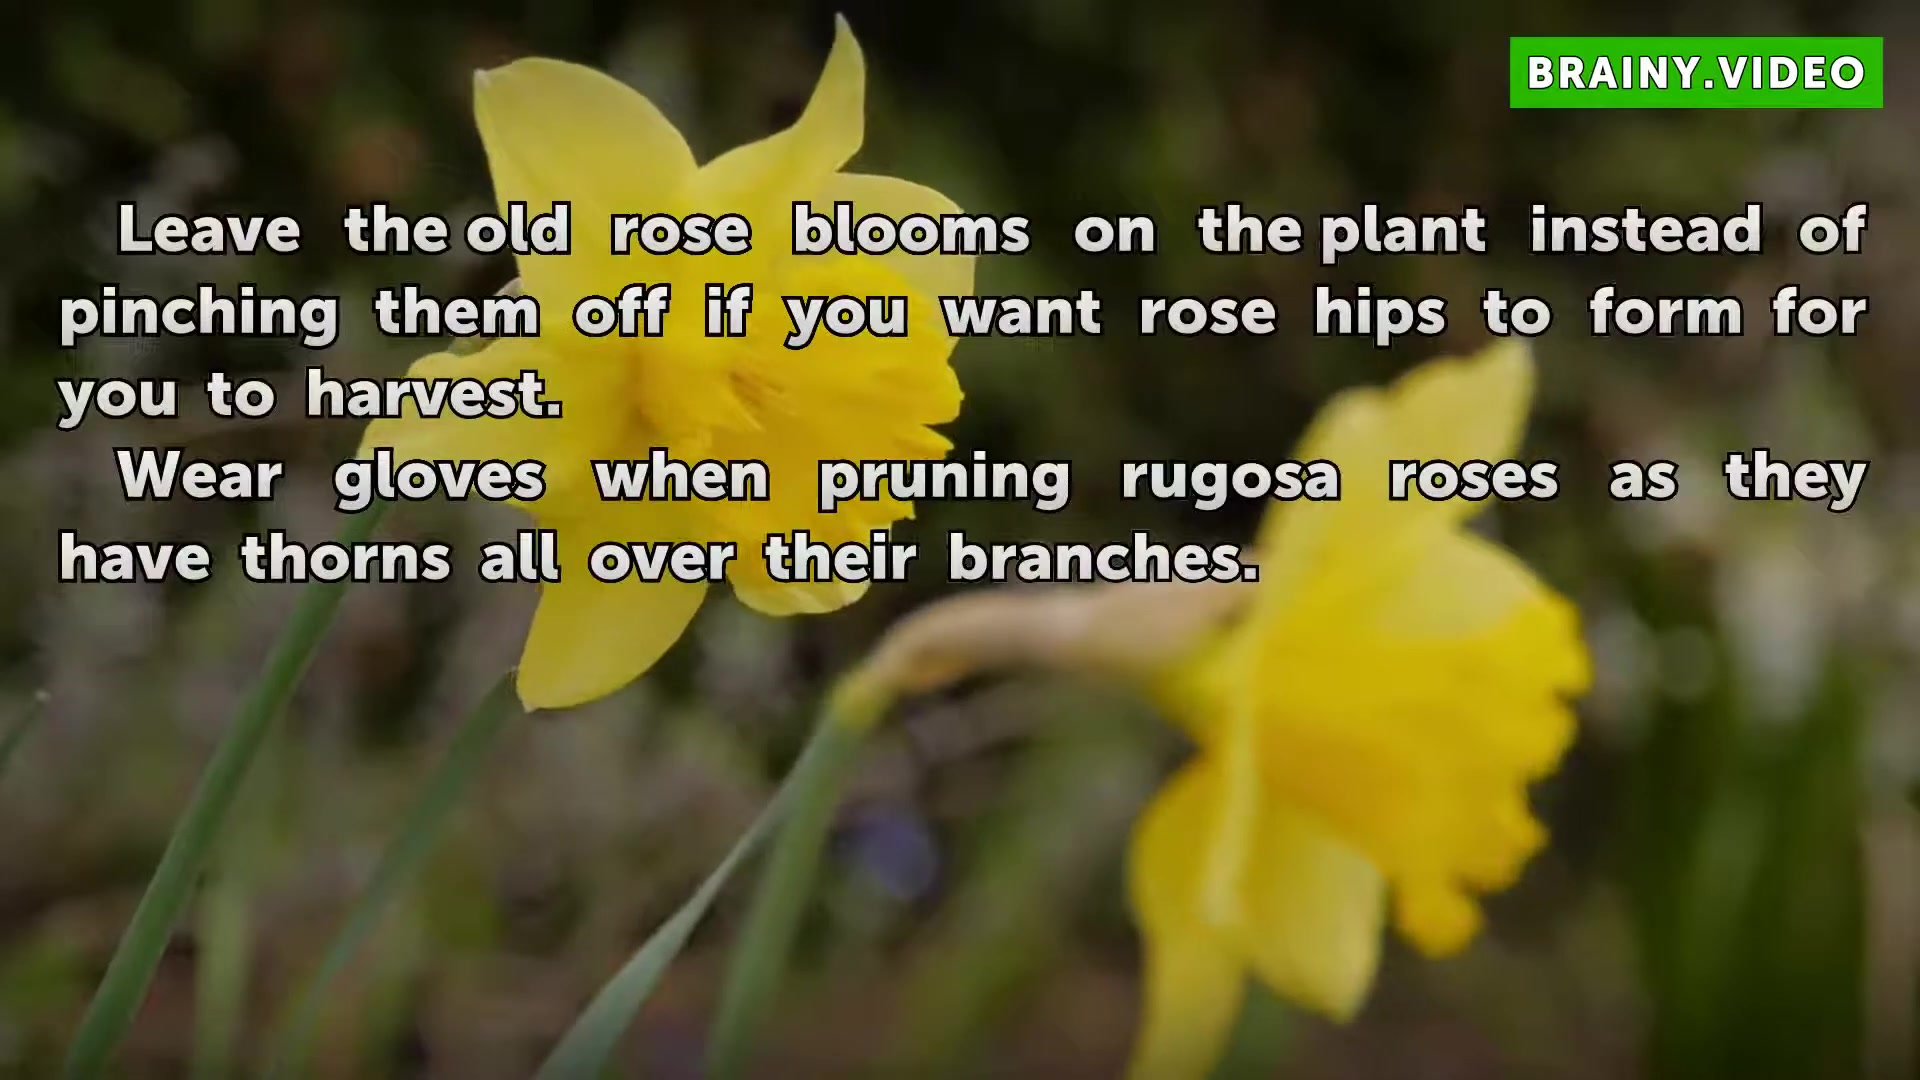 BRAINY.VIDEO
Leave the old rose blooms on the plant instead of
pinching them off if you want rose hips to form for
you to harvest.
Wear gloves when pruning rugosa roses as they
have thorns all over their branches.